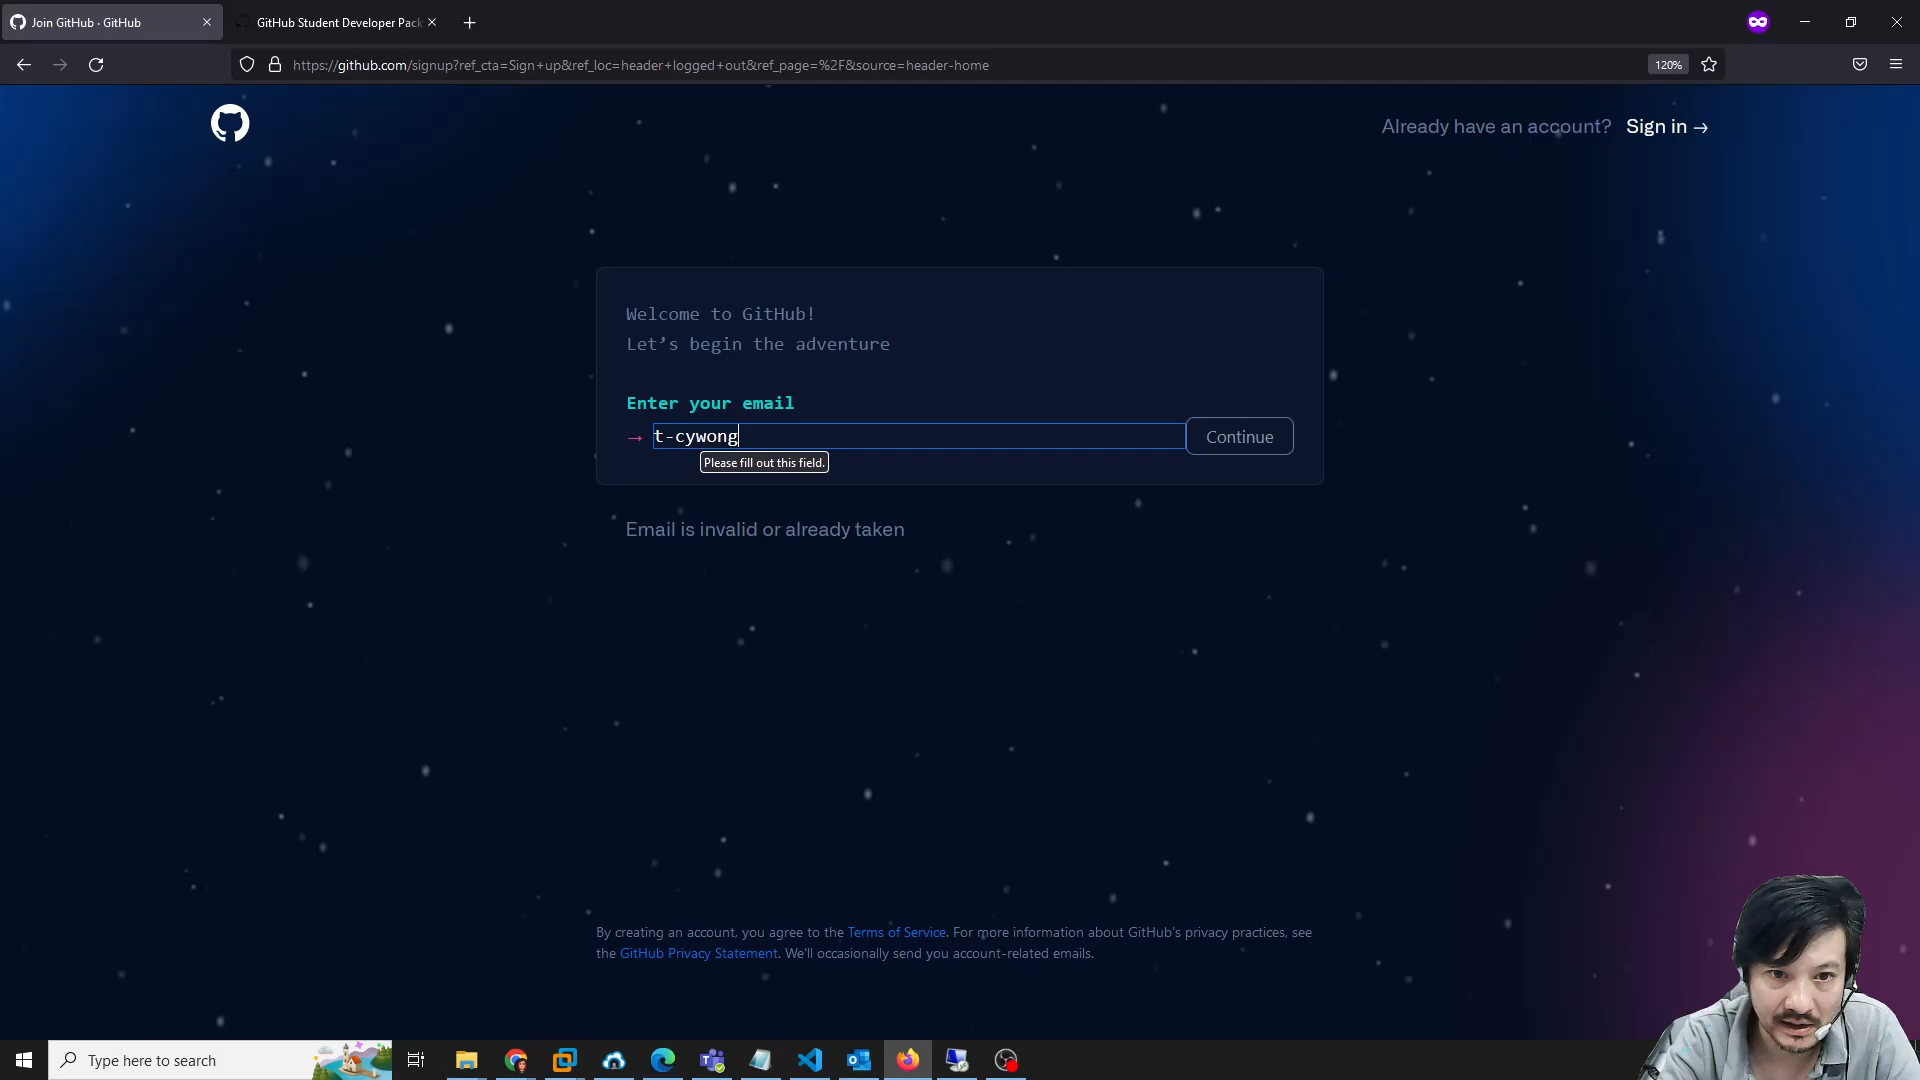 Join GitHub · GitHub
GitHub Student Developer Pack
https://github.com/signup?ref_cta=Sign+up&ref_loc=header+logged+out&ref_page=%2F&source=header-home
120%
Already have an account? Sign in →
Welcome to GitHub!
Let’s begin the adventure
Enter your email
→ t-cywong
Continue
Please fill out this field.
Email is invalid or already taken
By creating an account, you agree to the Terms of Service. For more information about GitHub's privacy practices, see
the GitHub Privacy Statement. We'll occasionally send you account-related emails.
Type here to search